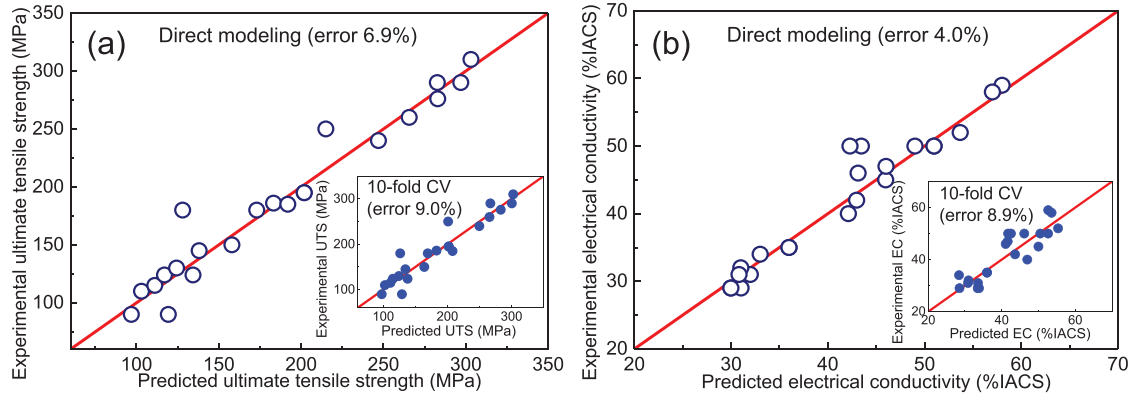 (a)
Direct modeling (error 6.9%)
Experimental ultimate tensile strength (MPa)
350
300
250
200
150
100
100
150
200
250
300
350
Predicted ultimate tensile strength (MPa)
10-fold CV
(error 9.0%)
Experimental UTS (MPa)
300
200
100
100
200
300
Predicted UTS (MPa)
(b)
Direct modeling (error 4.0%)
Experimental electrical conductivity (%IACS)
70
60
50
40
30
20
20
30
40
50
60
70
Predicted electrical conductivity (%IACS)
10-fold CV
(error 8.9%)
Experimental EC (%IACS)
60
40
20
20
40
60
Predicted EC (%IACS)